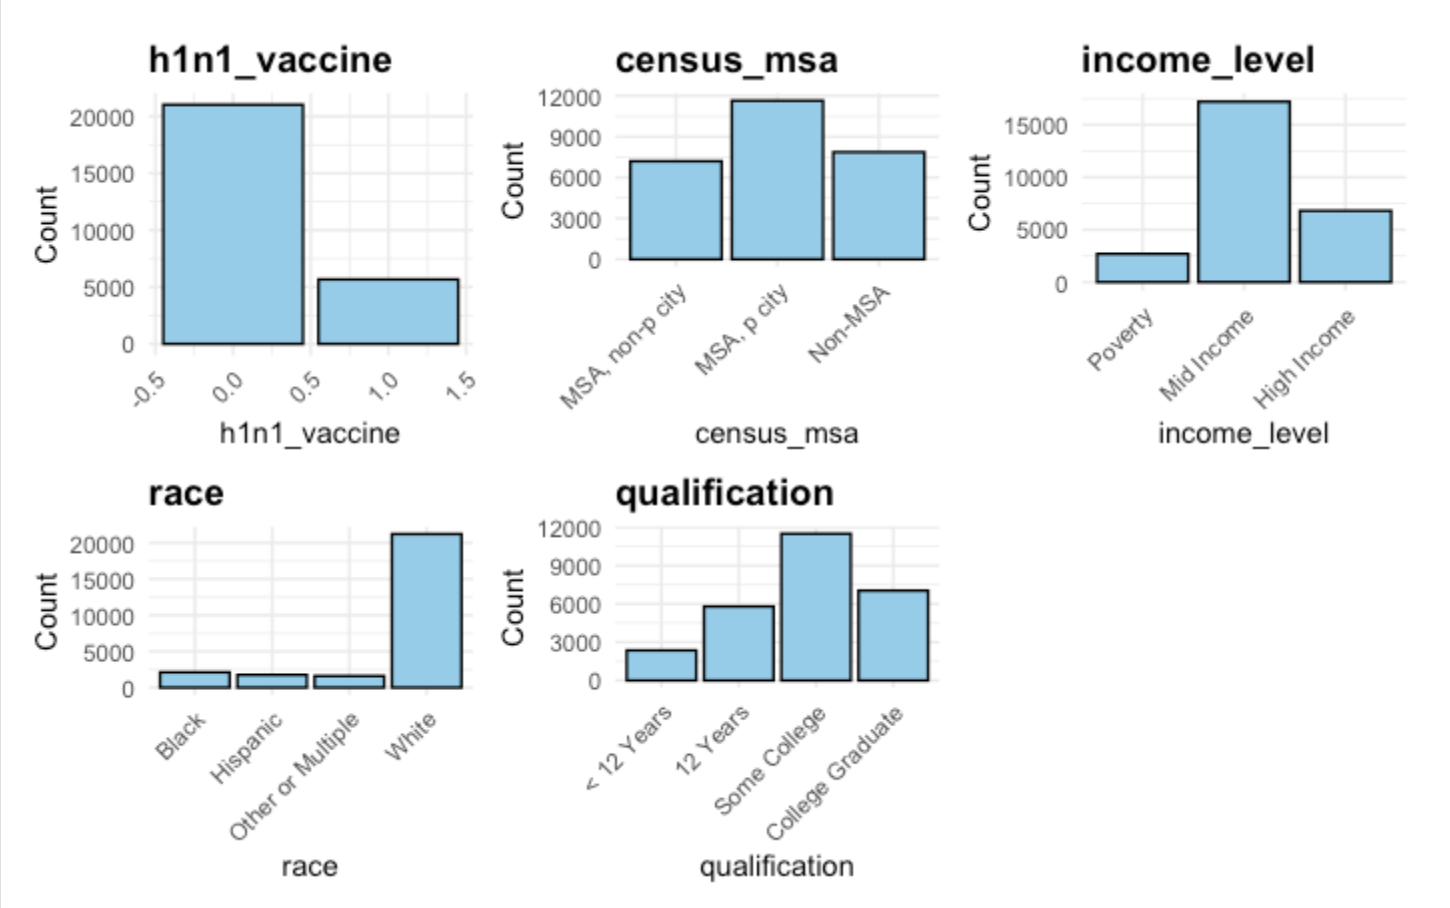 h1n1_vaccine
Count
20000
15000
10000
5000
0
-0.5
0.0
0.5
1.0
1.5
h1n1_vaccine
census_msa
Count
12000
9000
6000
3000
0
MSA, non-p city
MSA, p city
Non-MSA
census_msa
income_level
Count
15000
10000
5000
0
Poverty
Mid Income
High Income
income_level
race
Count
20000
15000
10000
5000
0
Black
Hispanic
Other or Multiple
White
race
qualification
Count
12000
9000
6000
3000
0
< 12 Years
12 Years
Some College
College Graduate
qualification